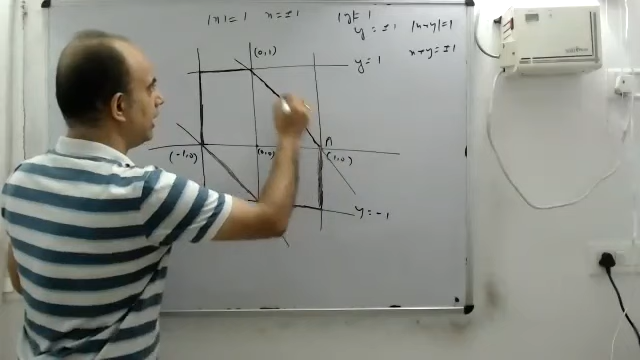 |x| = 1 x = ±1 |y| = 1
y = ±1 |x+y| = 1
x+y = ±1
(0,1)
y = 1
A
(-1,0) (0,0) (1,0)
y = -1